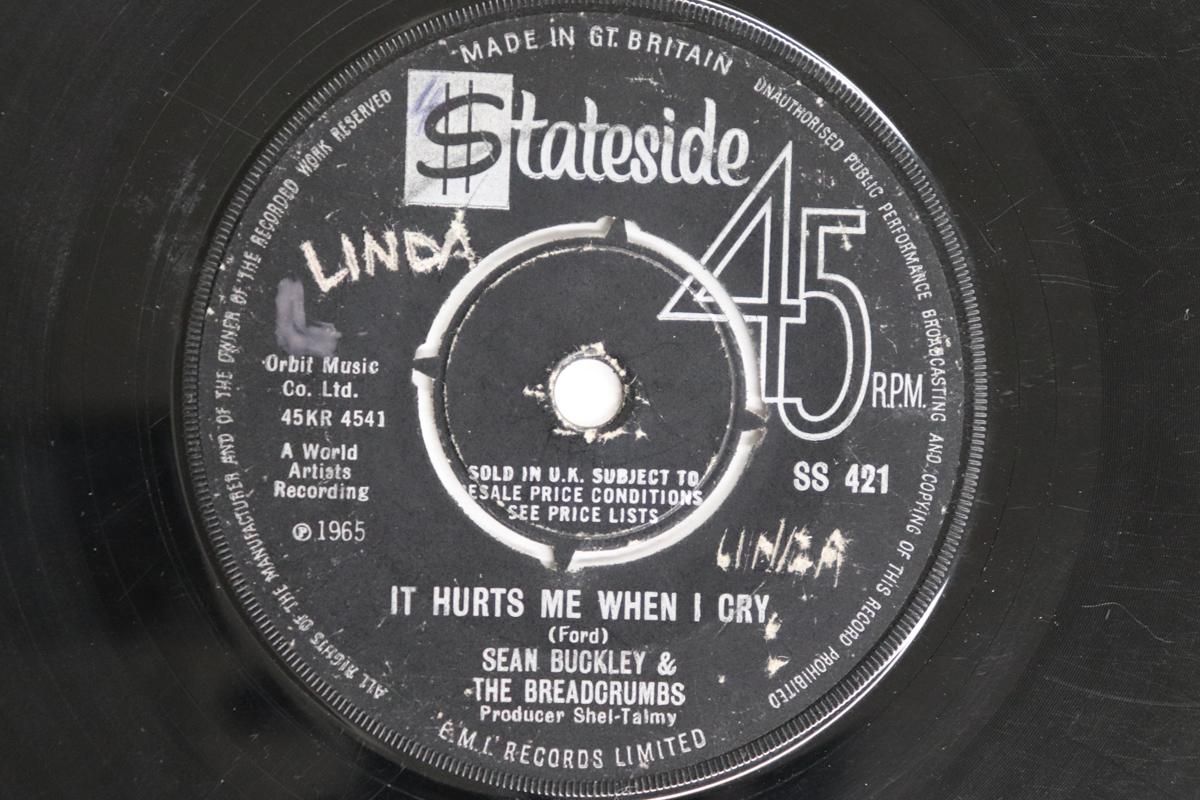 MADE IN GT. BRITAIN
UNAUTHORISED PUBLIC PERFORMANCE BROADCASTING AND COPYING OF THIS RECORD PROHIBITED
ALL RIGHTS OF THE MANUFACTURER AND OF THE OWNER OF THE RECORDED WORK RESERVED
$tateside
45 R.P.M.
LINDA
L
Orbit Music
Co. Ltd.
45KR 4541
A World
Artists
Recording
℗ 1965
SS 421
SOLD IN U.K. SUBJECT TO
ESALE PRICE CONDITIONS
SEE PRICE LISTS
LINDA
IT HURTS ME WHEN I CRY
(Ford)
SEAN BUCKLEY &
THE BREADCRUMBS
Producer Shel-Talmy
E.M.I. RECORDS LIMITED